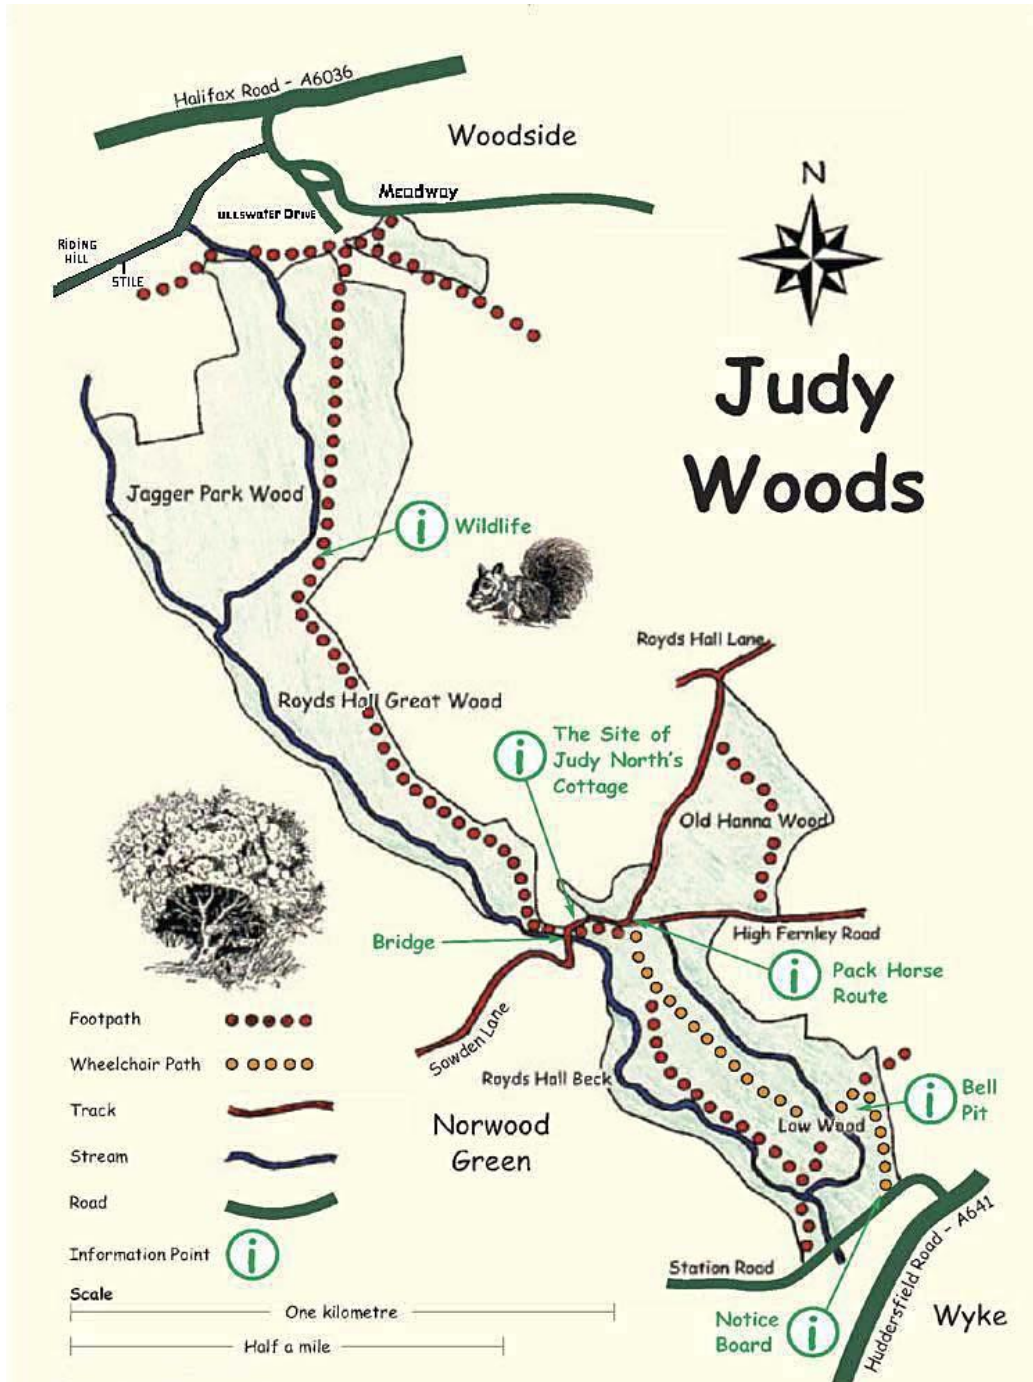 Halifax Road - A6036
Woodside
N
Meadway
ULLSWATER DRIVE
RIDING
HILL
STILE
Judy
Woods
Jagger Park Wood
i
Wildlife
Royds Hall Lane
Royds Hall Great Wood
i
The Site of
Judy North's
Cottage
Old Hanna Wood
Bridge
High Fernley Road
i
Pack Horse
Route
Sowden Lane
Royds Hall Beck
Norwood
Green
Low Wood
i
Bell
Pit
Footpath
Wheelchair Path
Track
Stream
Road
Information Point
i
Scale
One kilometre
Half a mile
Station Road
Huddersfield Road - A641
Notice
Board
i
Wyke